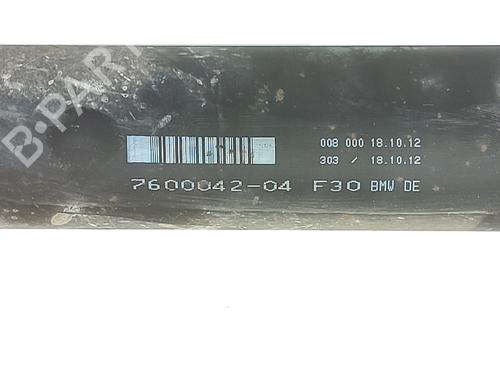 B-PARTS
008 000 18.10.12
303 / 18.10.12
7600042-04 F30 BMW DE